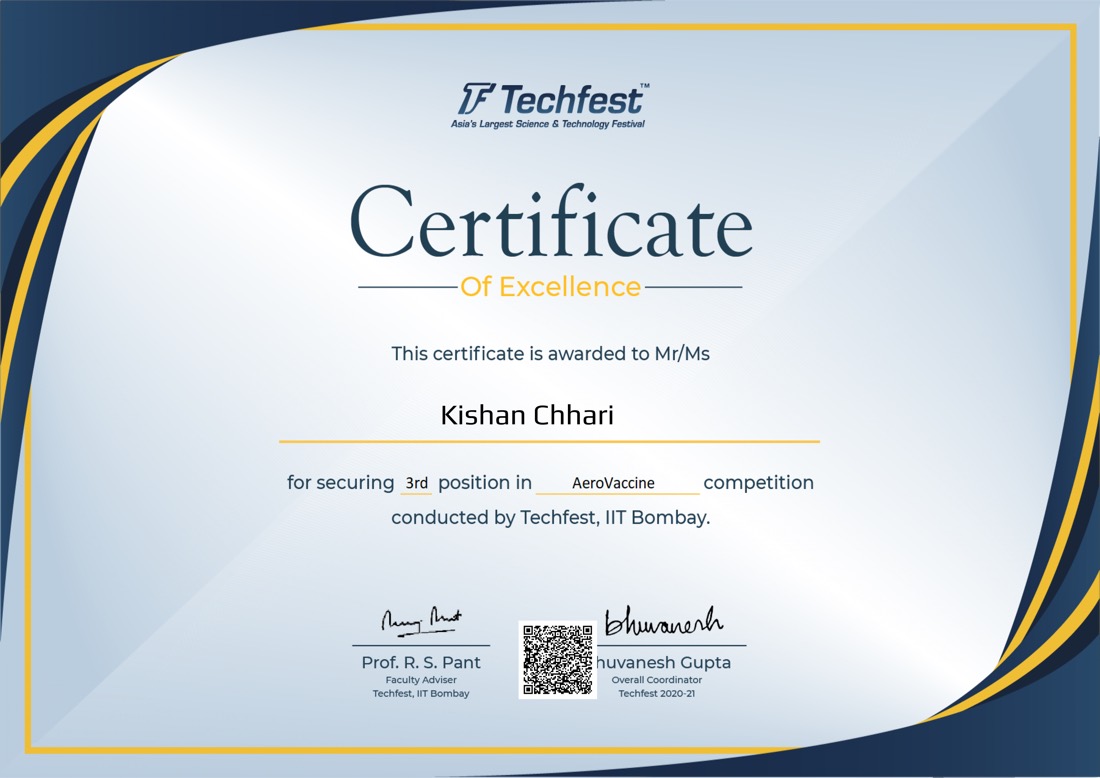 TF Techfest™
Asia's Largest Science & Technology Festival
Certificate
Of Excellence
This certificate is awarded to Mr/Ms
Kishan Chhari
for securing 3rd position in AeroVaccine competition
conducted by Techfest, IIT Bombay.
bhuvanesh
Prof. R. S. Pant
Faculty Adviser
Techfest, IIT Bombay
huvanesh Gupta
Overall Coordinator
Techfest 2020-21